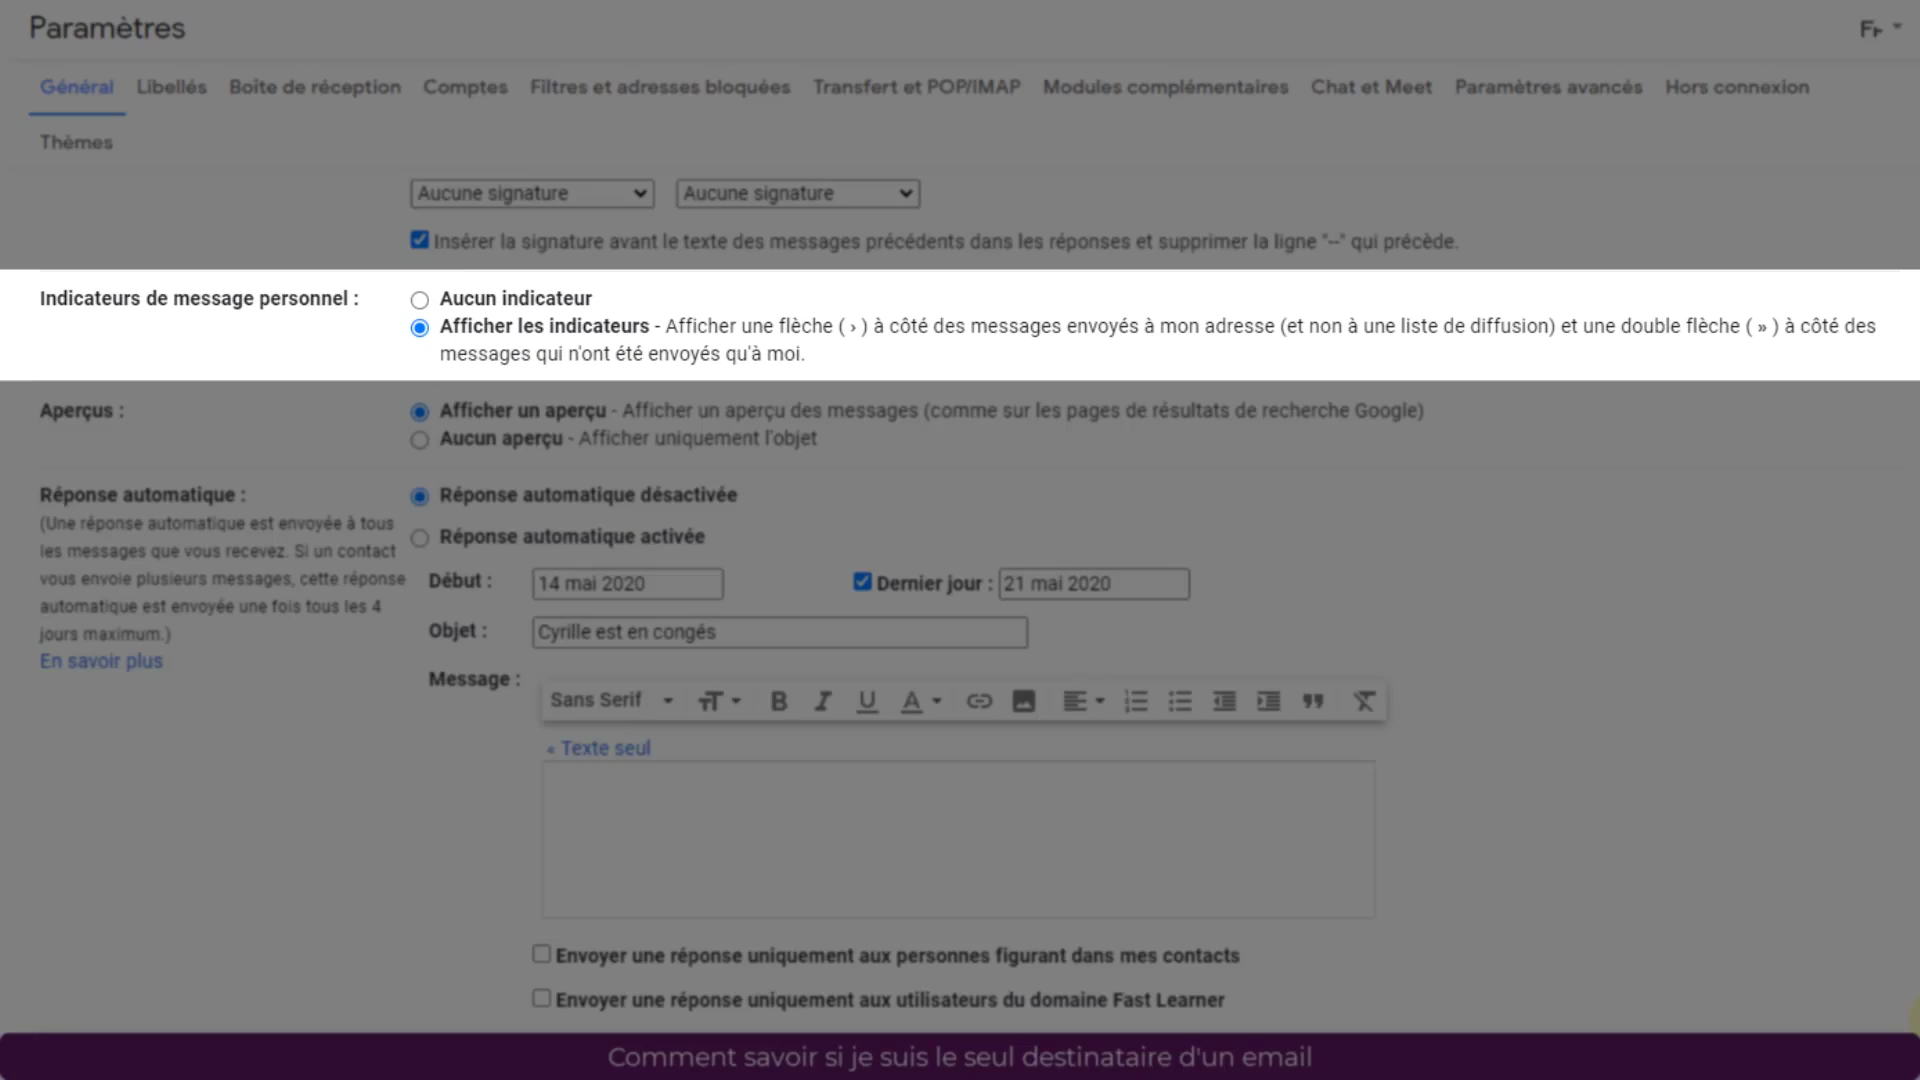 Paramètres
Fr
Général Libellés Boîte de réception Comptes Filtres et adresses bloquées Transfert et POP/IMAP Modules complémentaires Chat et Meet Paramètres avancés Hors connexion
Thèmes
Aucune signature Aucune signature
Insérer la signature avant le texte des messages précédents dans les réponses et supprimer la ligne "--" qui précède.
Indicateurs de message personnel :
Aucun indicateur
Afficher les indicateurs - Afficher une flèche ( › ) à côté des messages envoyés à mon adresse (et non à une liste de diffusion) et une double flèche ( » ) à côté des
messages qui n'ont été envoyés qu'à moi.
Aperçus :
Afficher un aperçu - Afficher un aperçu des messages (comme sur les pages de résultats de recherche Google)
Aucun aperçu - Afficher uniquement l'objet
Réponse automatique :
(Une réponse automatique est envoyée à tous
les messages que vous recevez. Si un contact
vous envoie plusieurs messages, cette réponse
automatique est envoyée une fois tous les 4
jours maximum.)
En savoir plus
Réponse automatique désactivée
Réponse automatique activée
Début : 14 mai 2020 Dernier jour : 21 mai 2020
Objet : Cyrille est en congés
Message :
Sans Serif
« Texte seul
Envoyer une réponse uniquement aux personnes figurant dans mes contacts
Envoyer une réponse uniquement aux utilisateurs du domaine Fast Learner
Comment savoir si je suis le seul destinataire d'un email